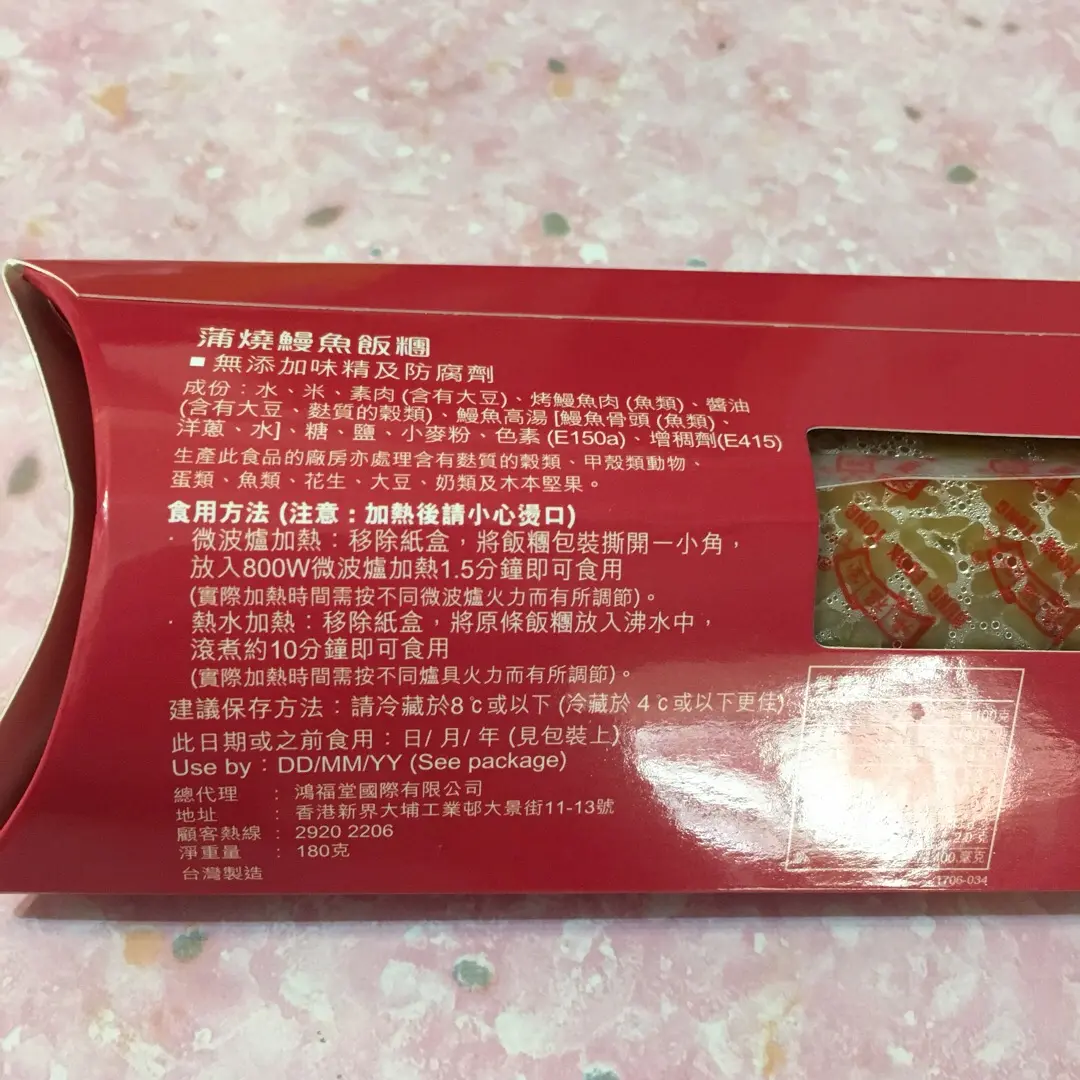 蒲燒鰻魚飯糰
▪ 無添加味精及防腐劑
成份：水、米、素肉 (含有大豆)、烤鰻魚肉 (魚類)、醬油
(含有大豆、麩質的穀類)、鰻魚高湯 [鰻魚骨頭 (魚類)、
洋蔥、水]、糖、鹽、小麥粉、色素 (E150a)、增稠劑(E415)
生產此食品的廠房亦處理含有麩質的穀類、甲殼類動物、
蛋類、魚類、花生、大豆、奶類及木本堅果。
食用方法 (注意：加熱後請小心燙口)
· 微波爐加熱：移除紙盒，將飯糰包裝撕開一小角，
放入800W微波爐加熱1.5分鐘即可食用
(實際加熱時間需按不同微波爐火力而有所調節)。
· 熱水加熱：移除紙盒，將原條飯糰放入沸水中，
滾煮約10分鐘即可食用
(實際加熱時間需按不同爐具火力而有所調節)。
建議保存方法：請冷藏於8℃或以下 (冷藏於 4℃或以下更佳)
此日期或之前食用：日/ 月/ 年 (見包裝上)
Use by：DD/MM/YY (See package)
總代理 ： 鴻福堂國際有限公司
地址 ： 香港新界大埔工業邨大景街11-13號
顧客熱線 ： 2920 2206
淨重量 ： 180克
台灣製造
100克
2.0 克
400 毫克
1706-034
HUNG FOOK TONG